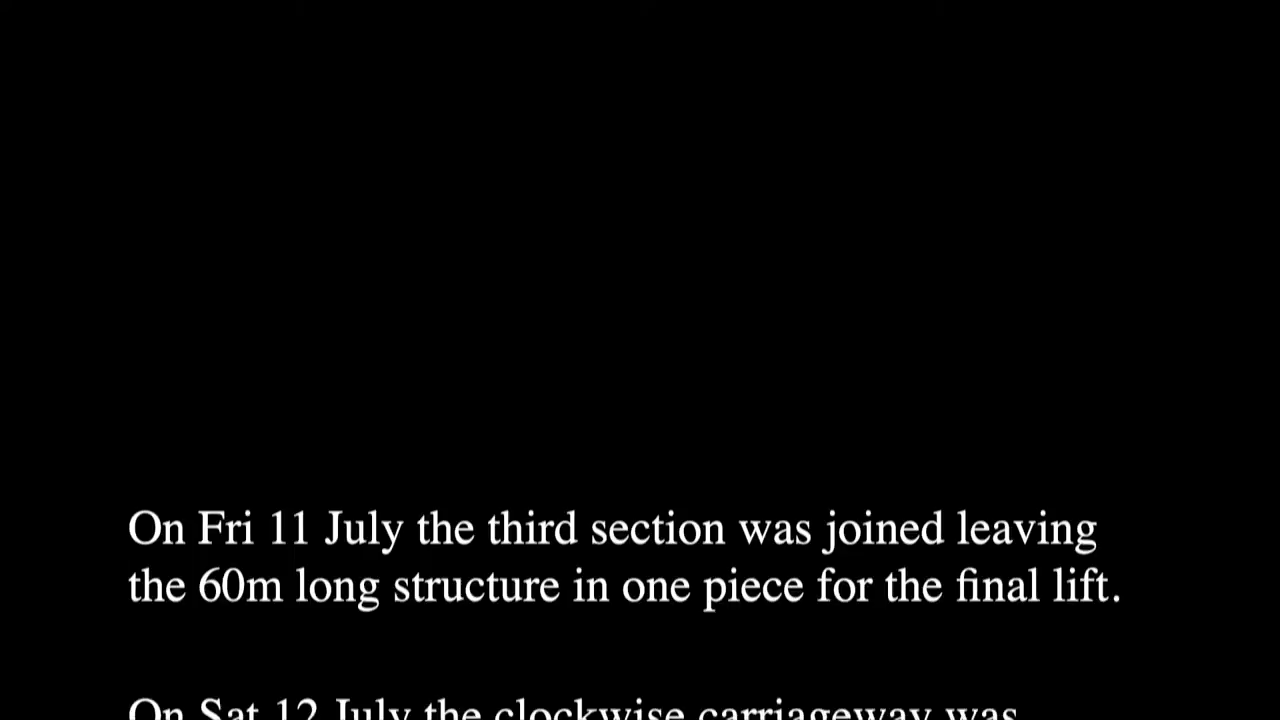 On Fri 11 July the third section was joined leaving
the 60m long structure in one piece for the final lift.
On Sat 12 July the clockwise carriageway was